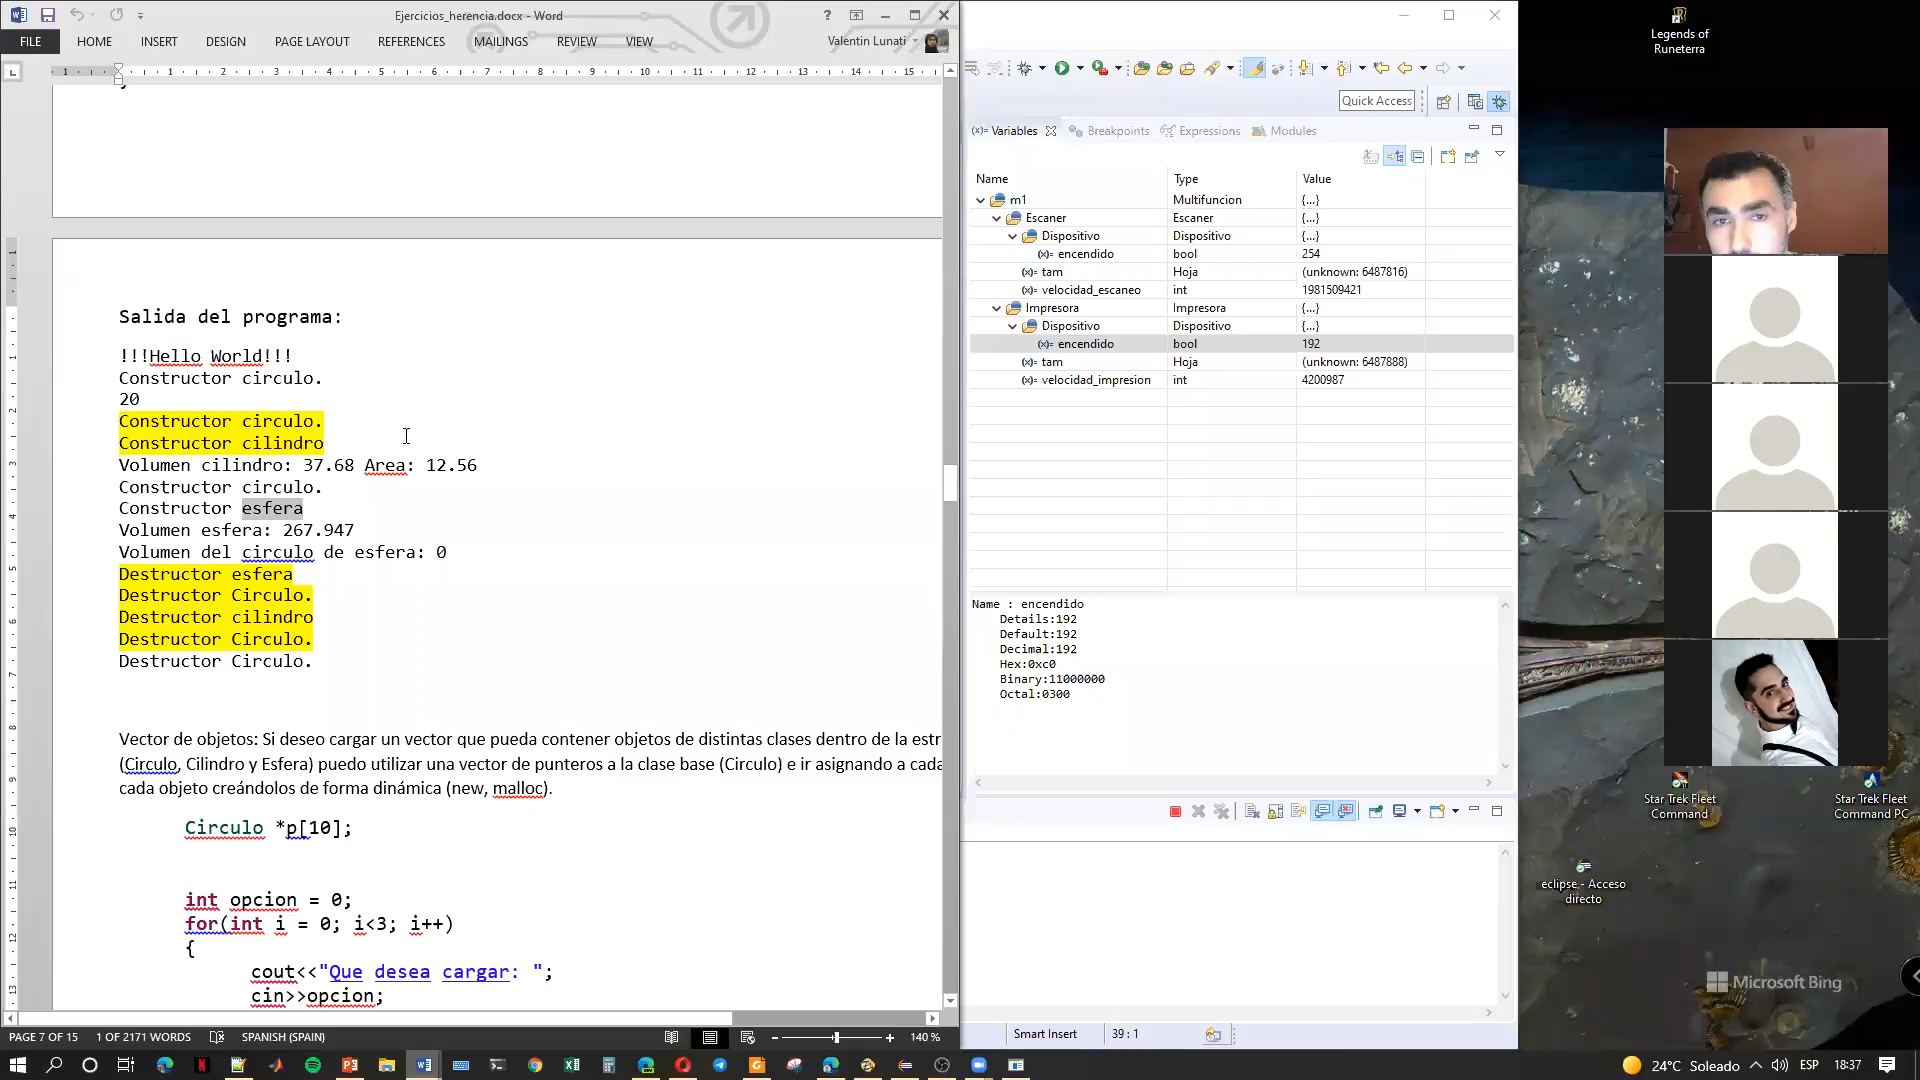 Ejercicios_herencia.docx - Word
FILE
HOME
INSERT
DESIGN
PAGE LAYOUT
REFERENCES
MAILINGS
REVIEW
VIEW
Valentin Lunati
Salida del programa:
!!!Hello World!!!
Constructor circulo.
20
Constructor circulo.
Constructor cilindro
Volumen cilindro: 37.68 Area: 12.56
Constructor circulo.
Constructor esfera
Volumen esfera: 267.947
Volumen del circulo de esfera: 0
Destructor esfera
Destructor Circulo.
Destructor cilindro
Destructor Circulo.
Destructor Circulo.
Vector de objetos: Si deseo cargar un vector que pueda contener objetos de distintas clases dentro de la estr
(Circulo, Cilindro y Esfera) puedo utilizar una vector de punteros a la clase base (Circulo) e ir asignando a cada
cada objeto creándolos de forma dinámica (new, malloc).
Circulo *p[10];
int opcion = 0;
for(int i = 0; i<3; i++)
{
cout<<"Que desea cargar: ";
cin>>opcion;
PAGE 7 OF 15
1 OF 2171 WORDS
SPANISH (SPAIN)
140 %
Quick Access
(x)= Variables
Breakpoints
Expressions
Modules
Name Type Value
m1 Multifuncion {...}
Escaner Escaner {...}
Dispositivo Dispositivo {...}
(x)= encendido bool 254
(x)= tam Hoja (unknown: 6487816)
(x)= velocidad_escaneo int 1981509421
Impresora Impresora {...}
Dispositivo Dispositivo {...}
(x)= encendido bool 192
(x)= tam Hoja (unknown: 6487888)
(x)= velocidad_impresion int 4200987
Name : encendido
Details:192
Default:192
Decimal:192
Hex:0xc0
Binary:11000000
Octal:0300
Smart Insert
39 : 1
Legends of
Runeterra
Star Trek Fleet
Command
Star Trek Fleet
Command PC
eclipse - Acceso
directo
Microsoft Bing
24°C Soleado
ESP
18:37